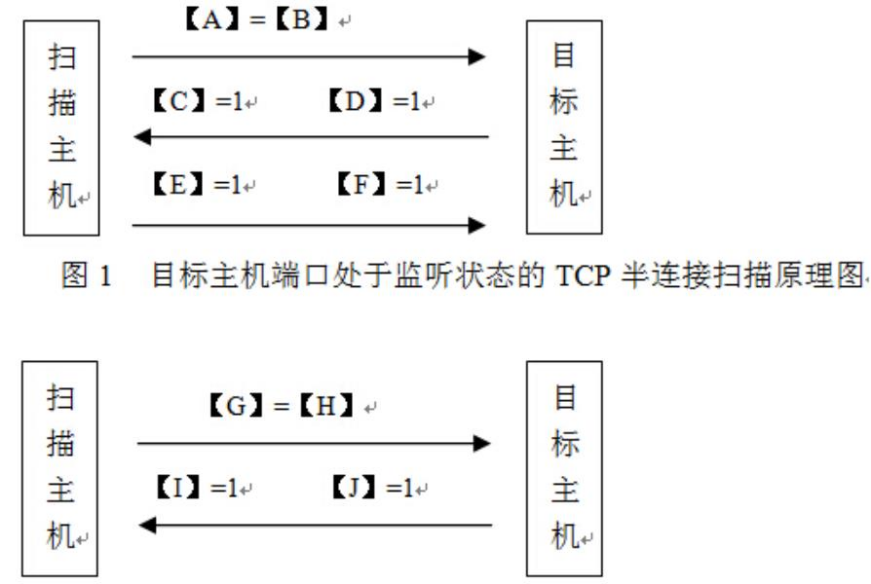 【A】=【B】↵
扫描主机↵
目标主机↵
【C】=1↵ 【D】=1↵
【E】=1↵ 【F】=1↵
图 1 目标主机端口处于监听状态的 TCP 半连接扫描原理图
扫描主机↵
目标主机↵
【G】=【H】↵
【I】=1↵ 【J】=1↵